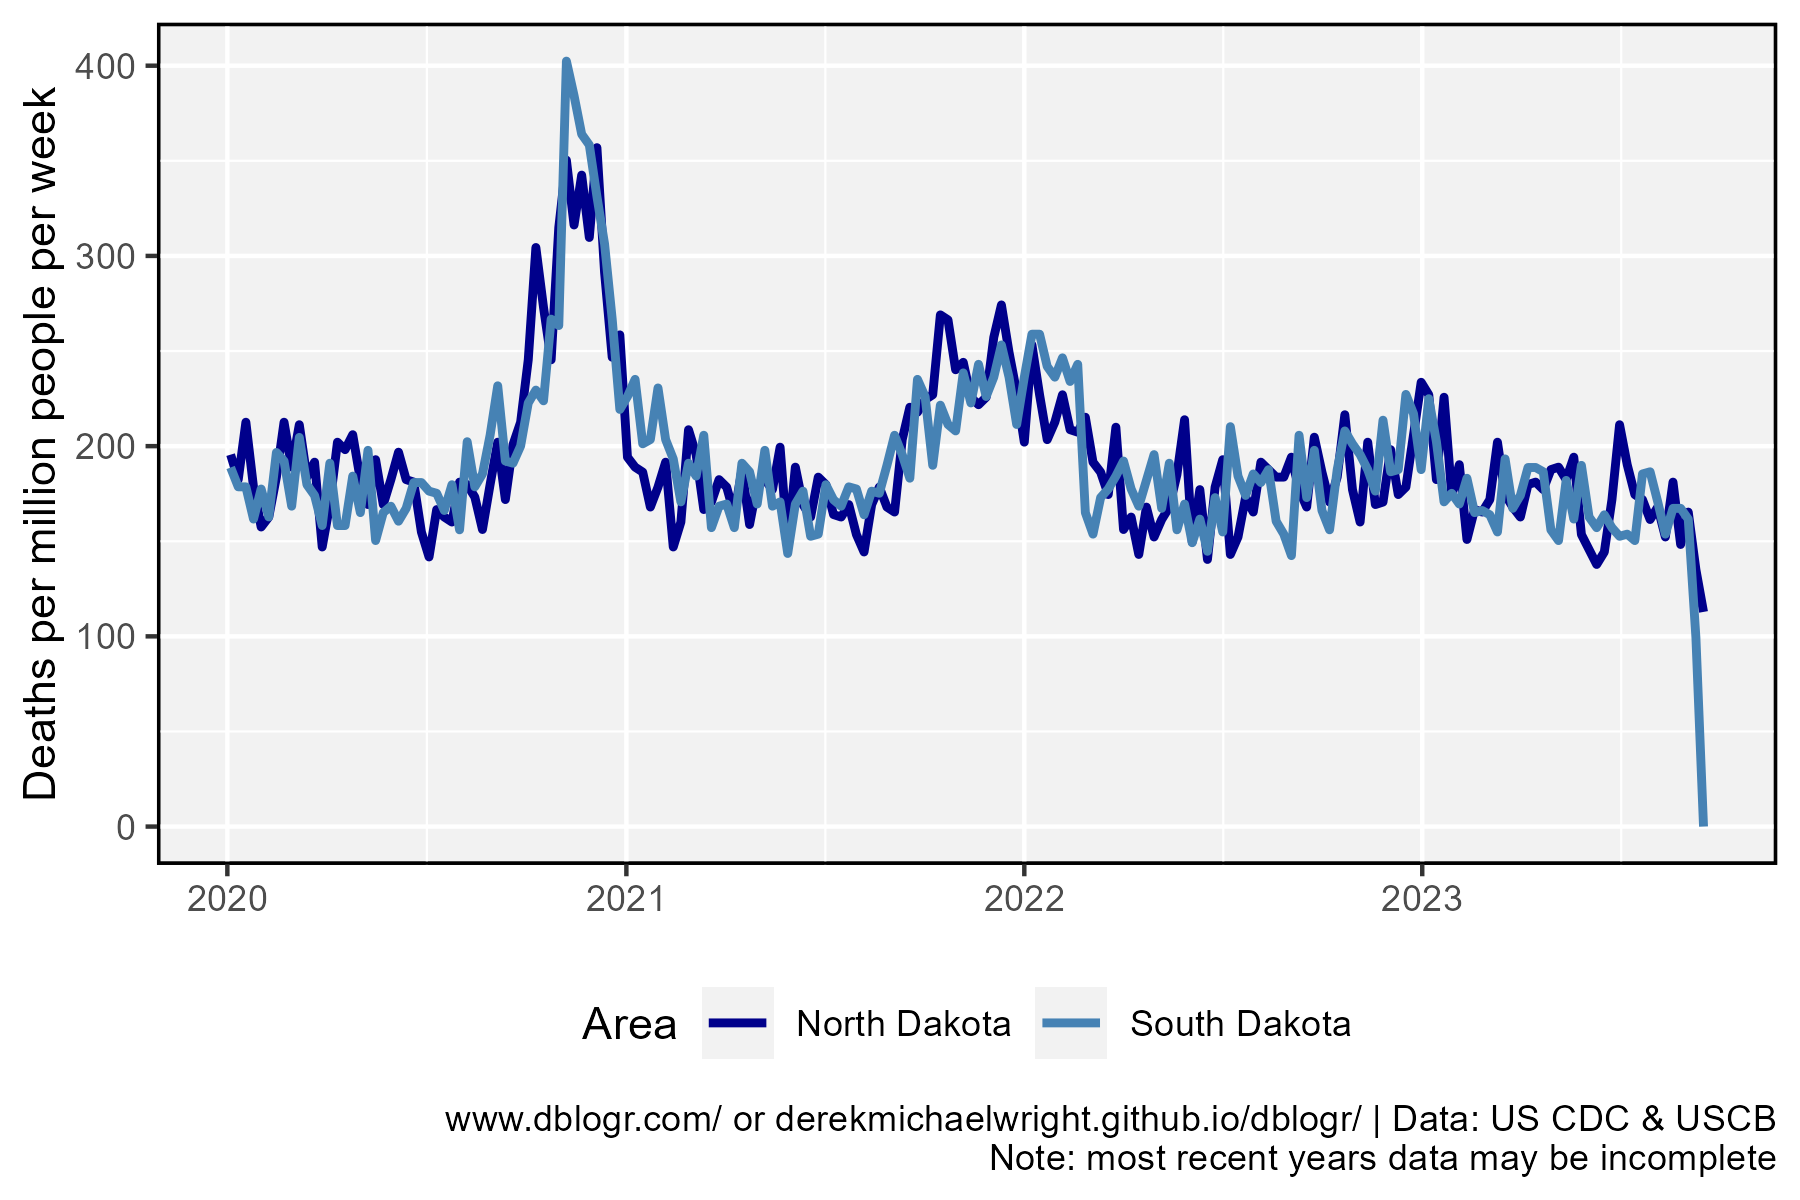 Deaths per million people per week
400
300
200
100
0
2020 2021 2022 2023
Area North Dakota South Dakota
www.dblogr.com/ or derekmichaelwright.github.io/dblogr/ | Data: US CDC & USCB
Note: most recent years data may be incomplete